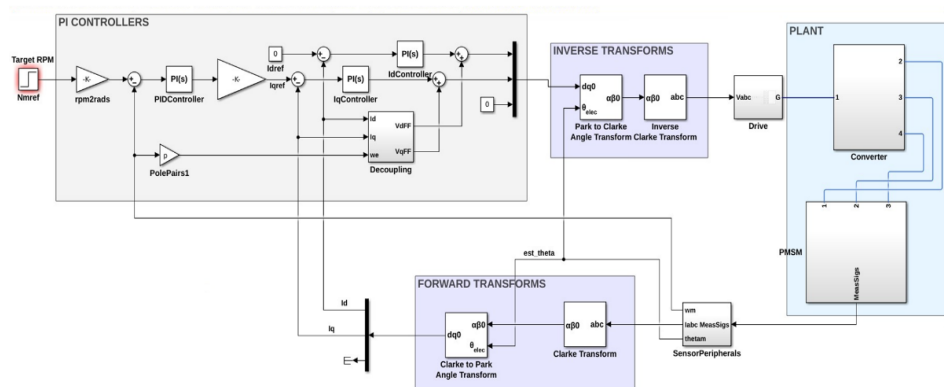 PI CONTROLLERS
Target RPM
Nmref
-K-
rpm2rads
PI(s)
PIDController
-K-
0
Idref
Iqref
PI(s)
IdController
PI(s)
IqController
0
Id
Iq
we
VdFF
VqFF
Decoupling
p
PolePairs1
INVERSE TRANSFORMS
dq0
θelec
αβ0
Park to Clarke
Angle Transform
αβ0
abc
Inverse
Clarke Transform
Vabc
G
Drive
PLANT
1
2
3
4
Converter
1
2
3
PMSM
MeasSigs
est_theta
FORWARD TRANSFORMS
Id
Iq
dq0
αβ0
θelec
Clarke to Park
Angle Transform
αβ0
abc
Clarke Transform
wm
Iabc MeasSigs
thetam
SensorPeripherals